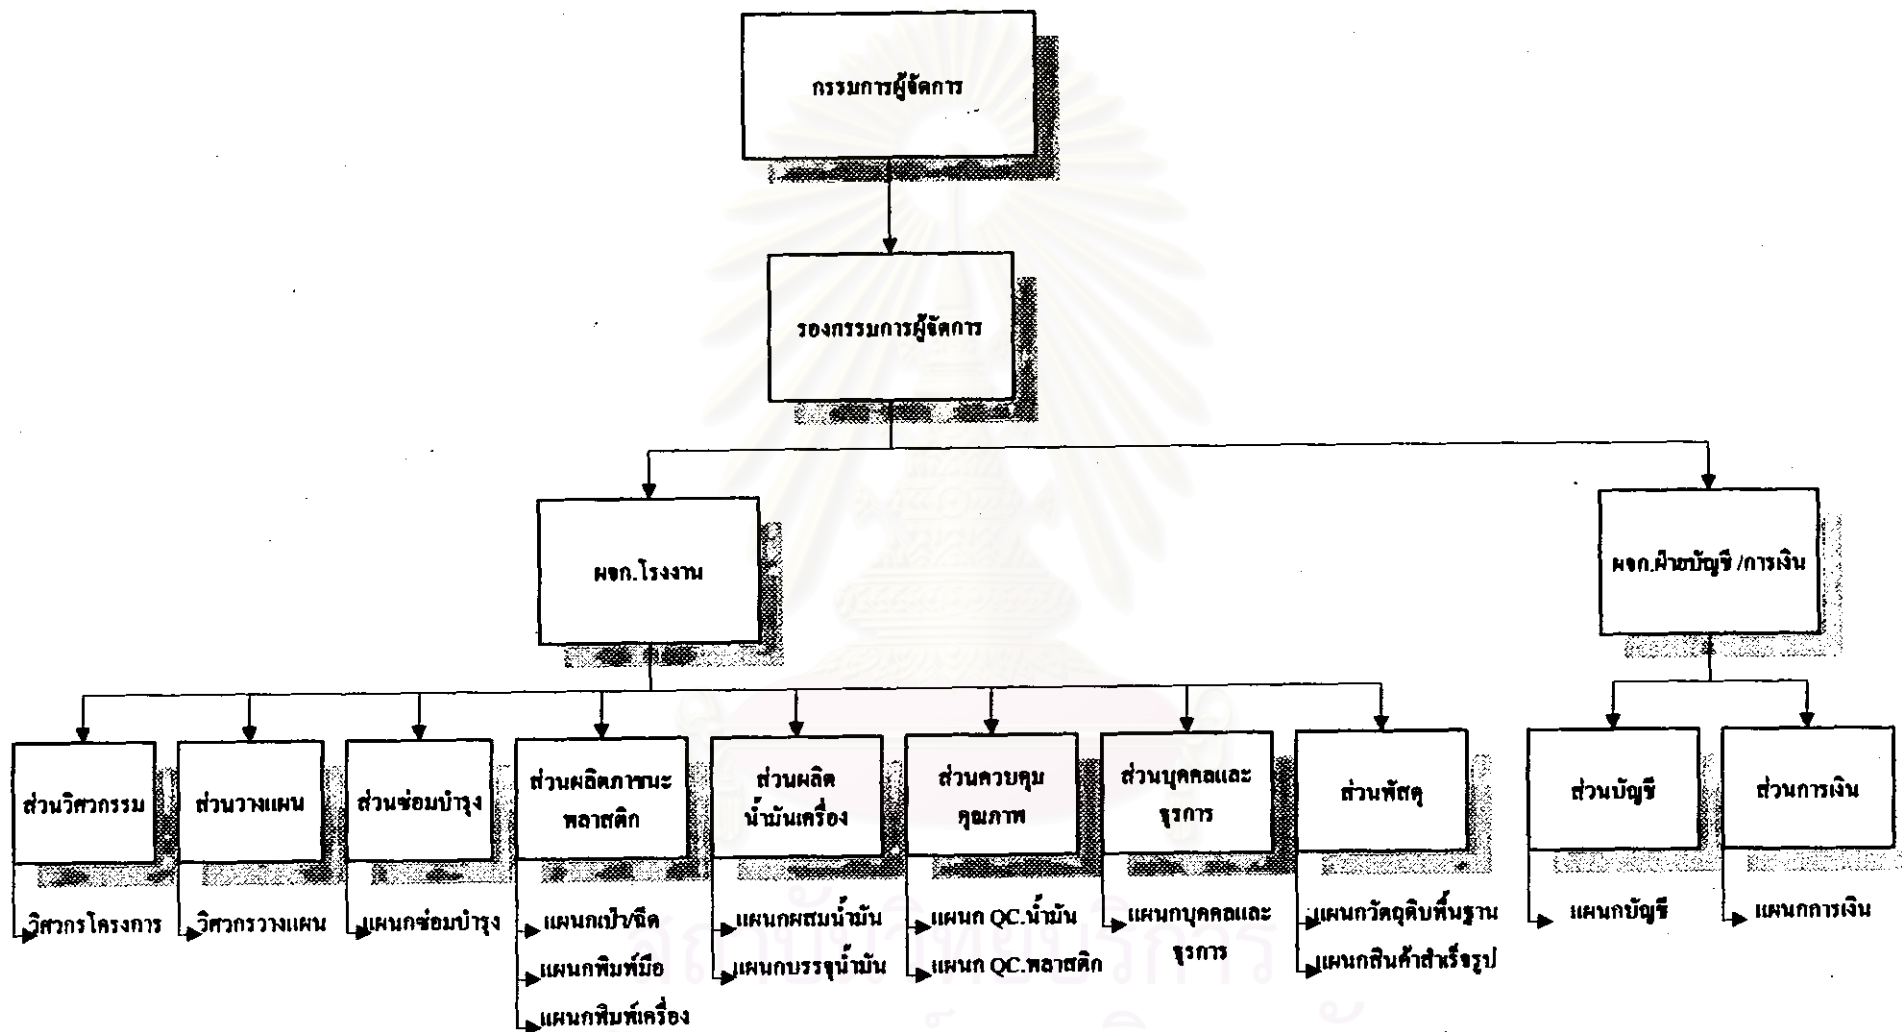 กรรมการผู้จัดการ
รองกรรมการผู้จัดการ
ผจก.โรงงาน
ผจก.ฝ่ายบัญชี /การเงิน
ส่วนวิศวกรรม
ส่วนวางแผน
ส่วนซ่อมบำรุง
ส่วนผลิตภาชนะ
พลาสติก
ส่วนผลิต
น้ำมันเครื่อง
ส่วนควบคุม
คุณภาพ
ส่วนบุคคลและ
ธุรการ
ส่วนพัสดุ
ส่วนบัญชี
ส่วนการเงิน
วิศวกรโครงการ
วิศวกรวางแผน
แผนกซ่อมบำรุง
แผนกเป่า/ฉีด
แผนกพิมพ์มือ
แผนกพิมพ์เครื่อง
แผนกผสมน้ำมัน
แผนกบรรจุน้ำมัน
แผนก QC.น้ำมัน
แผนก QC.พลาสติก
แผนกบุคคลและ
ธุรการ
แผนกวัตถุดิบพื้นฐาน
แผนกสินค้าสำเร็จรูป
แผนกบัญชี
แผนกการเงิน
สถาบันวิทยบริการ